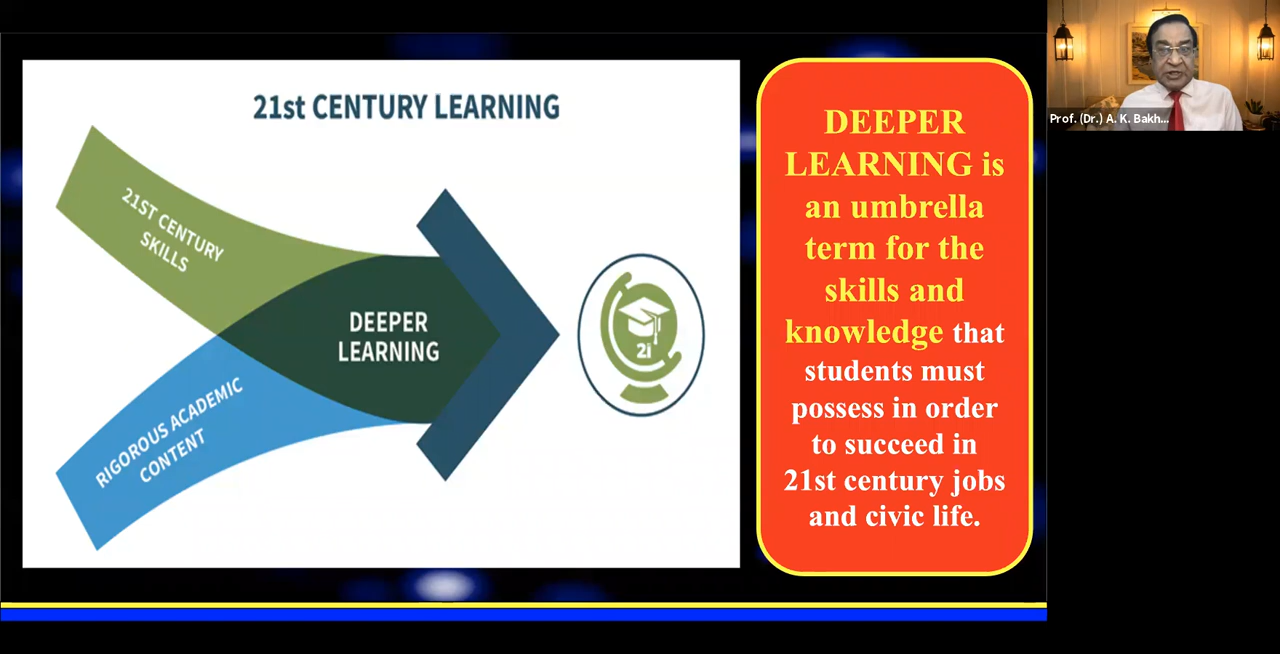 21st CENTURY LEARNING
21ST CENTURY
SKILLS
DEEPER
LEARNING
RIGOROUS ACADEMIC
CONTENT
2i
DEEPER
LEARNING is
an umbrella
term for the
skills and
knowledge that
students must
possess in order
to succeed in
21st century jobs
and civic life.
Prof. (Dr.) A. K. Bakh...